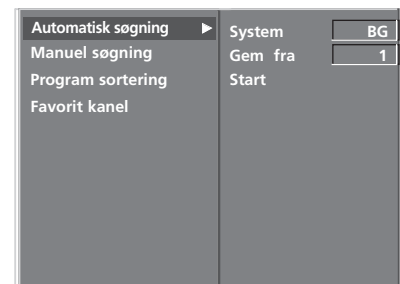 Automatisk søgning ▶
Manuel søgning
Program sortering
Favorit kanel
System BG
Gem fra 1
Start